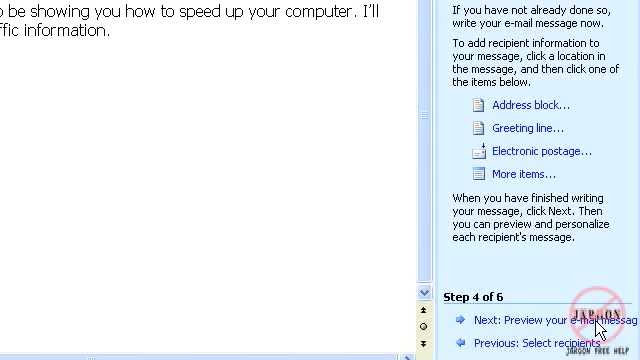 o be showing you how to speed up your computer. I'll
ffic information.
If you have not already done so,
write your e-mail message now.
To add recipient information to
your message, click a location in
the message, and then click one of
the items below.
Address block...
Greeting line...
Electronic postage...
More items...
When you have finished writing
your message, click Next. Then
you can preview and personalize
each recipient's message.
Step 4 of 6
Next: Preview your e-mail messag
Previous: Select recipients
JARGON
JARGON FREE HELP